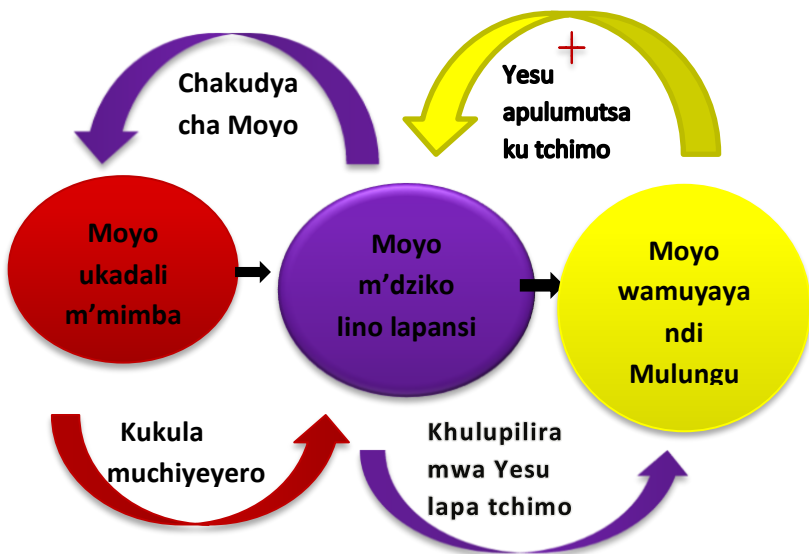 Chakudya
cha Moyo
Yesu
apulumutsa
ku tchimo
Moyo
ukadali
m’mimba
Moyo
m’dziko
lino lapansi
Moyo
wamuyaya
ndi
Mulungu
Kukula
muchiyeyero
Khulupilira
mwa Yesu
lapa tchimo